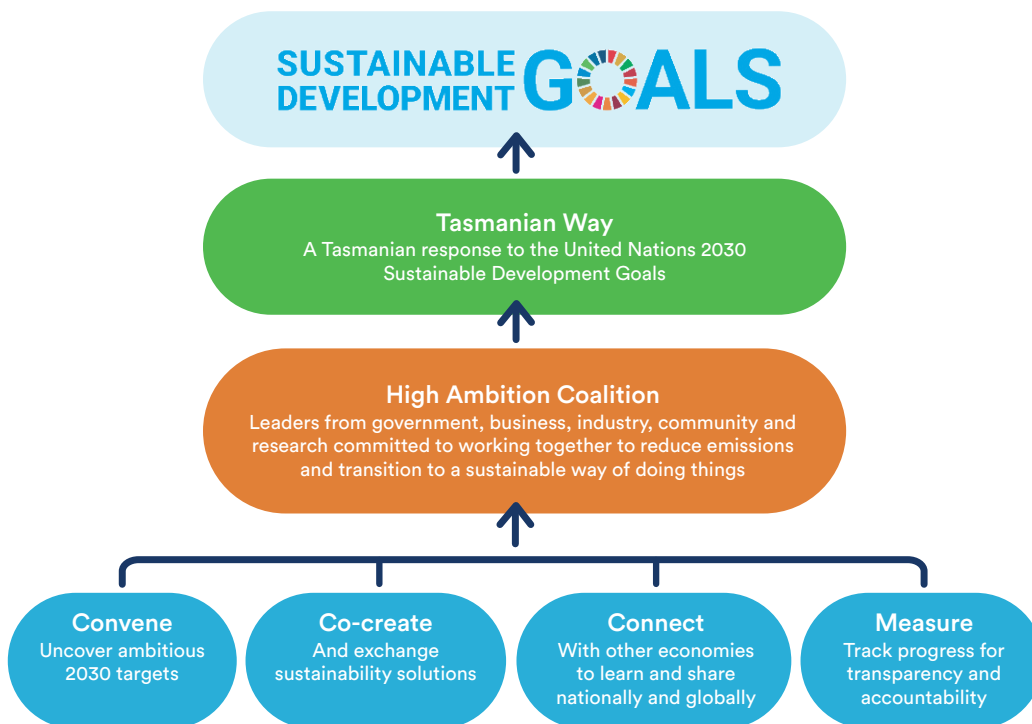 SUSTAINABLE
DEVELOPMENT
GOALS
Tasmanian Way
A Tasmanian response to the United Nations 2030
Sustainable Development Goals
High Ambition Coalition
Leaders from government, business, industry, community and
research committed to working together to reduce emissions
and transition to a sustainable way of doing things
Convene
Uncover ambitious
2030 targets
Co-create
And exchange
sustainability solutions
Connect
With other economies
to learn and share
nationally and globally
Measure
Track progress for
transparency and
accountability